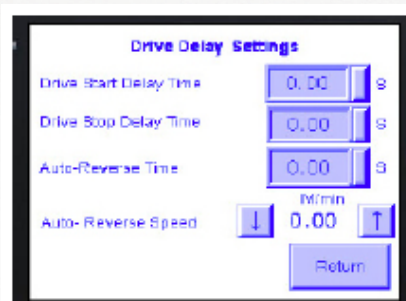 Drive Delay Settings
Drive Start Delay Time 0.00 S
Drive Stop Delay Time 0.00 S
Auto-Reverse Time 0.00 S
M/min
Auto- Reverse Speed ↓ 0.00 ↑
Return